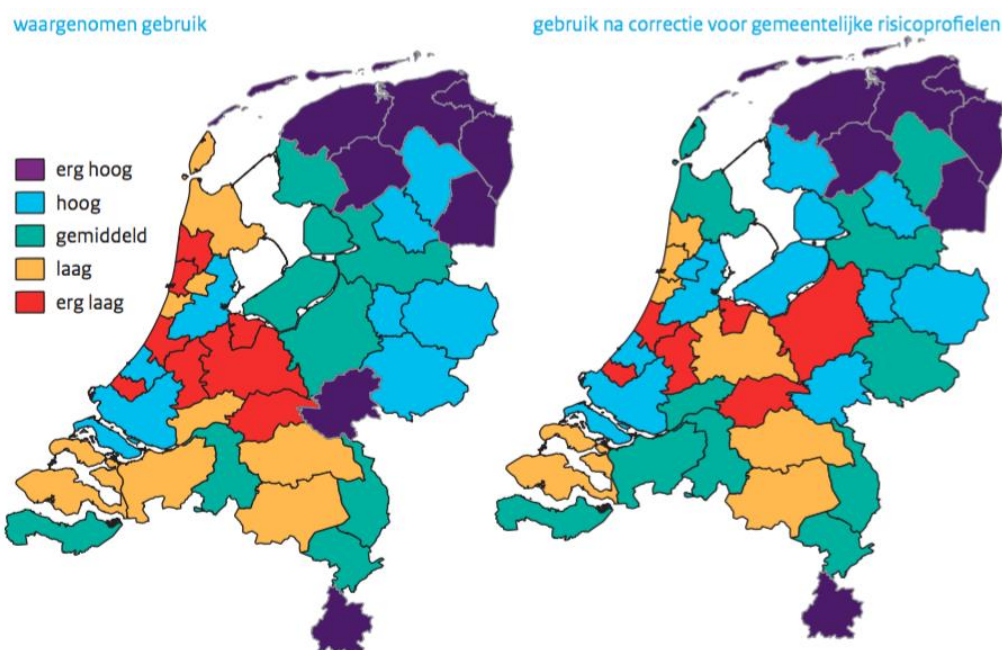 waargenomen gebruik
gebruik na correctie voor gemeentelijke risicoprofielen
erg hoog
hoog
gemiddeld
laag
erg laag